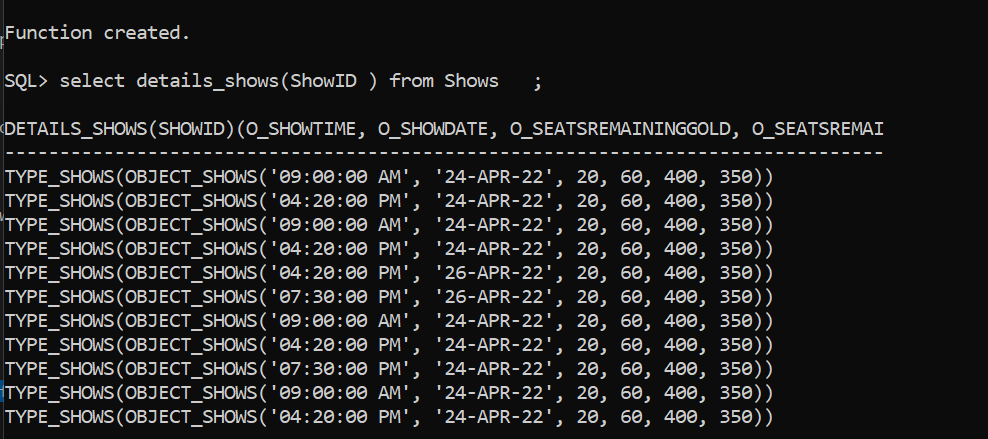 Function created.
SQL> select details_shows(ShowID ) from Shows   ;
DETAILS_SHOWS(SHOWID)(O_SHOWTIME, O_SHOWDATE, O_SEATSREMAININGGOLD, O_SEATSREMAI
--------------------------------------------------------------------------------
TYPE_SHOWS(OBJECT_SHOWS('09:00:00 AM', '24-APR-22', 20, 60, 400, 350))
TYPE_SHOWS(OBJECT_SHOWS('04:20:00 PM', '24-APR-22', 20, 60, 400, 350))
TYPE_SHOWS(OBJECT_SHOWS('09:00:00 AM', '24-APR-22', 20, 60, 400, 350))
TYPE_SHOWS(OBJECT_SHOWS('04:20:00 PM', '24-APR-22', 20, 60, 400, 350))
TYPE_SHOWS(OBJECT_SHOWS('04:20:00 PM', '26-APR-22', 20, 60, 400, 350))
TYPE_SHOWS(OBJECT_SHOWS('07:30:00 PM', '26-APR-22', 20, 60, 400, 350))
TYPE_SHOWS(OBJECT_SHOWS('09:00:00 AM', '24-APR-22', 20, 60, 400, 350))
TYPE_SHOWS(OBJECT_SHOWS('04:20:00 PM', '24-APR-22', 20, 60, 400, 350))
TYPE_SHOWS(OBJECT_SHOWS('07:30:00 PM', '24-APR-22', 20, 60, 400, 350))
TYPE_SHOWS(OBJECT_SHOWS('09:00:00 AM', '24-APR-22', 20, 60, 400, 350))
TYPE_SHOWS(OBJECT_SHOWS('04:20:00 PM', '24-APR-22', 20, 60, 400, 350))